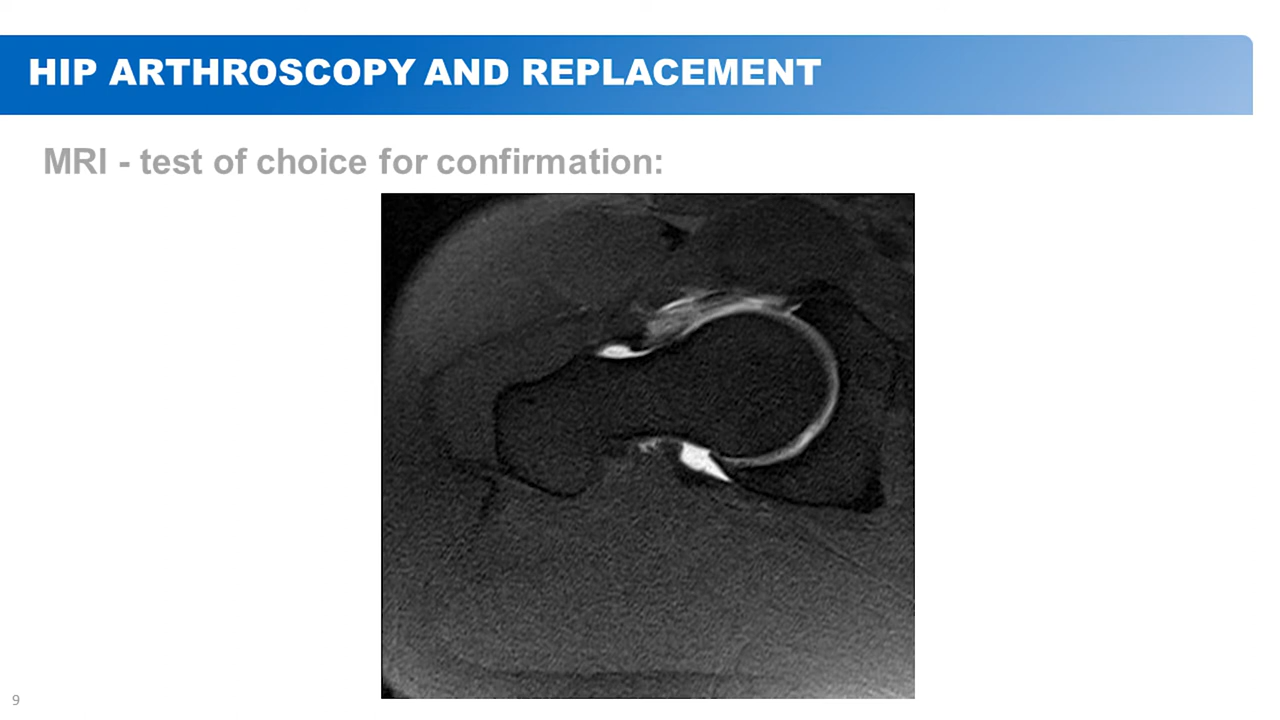 HIP ARTHROSCOPY AND REPLACEMENT
MRI - test of choice for confirmation:
9